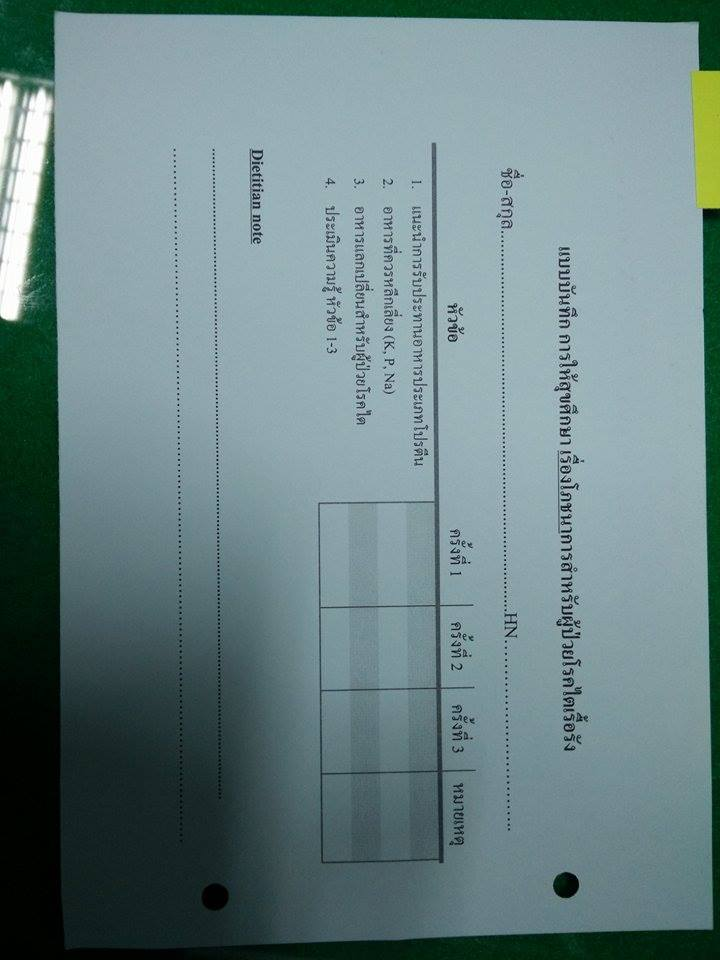 แบบบันทึก การให้สุขศึกษา เรื่องโภชนาการสำหรับผู้ป่วยโรคไตเรื้อรัง
ชื่อ-สกุล..............................................................................HN..........................................
หัวข้อ ครั้งที่ 1 ครั้งที่ 2 ครั้งที่ 3 หมายเหตุ
1. แนะนำการรับประทานอาหารประเภทโปรตีน
2. อาหารที่ควรหลีกเลี่ยง (K, P, Na)
3. อาหารแลกเปลี่ยนสำหรับผู้ป่วยโรคไต
4. ประเมินความรู้ หัวข้อ 1-3
Dietitian note